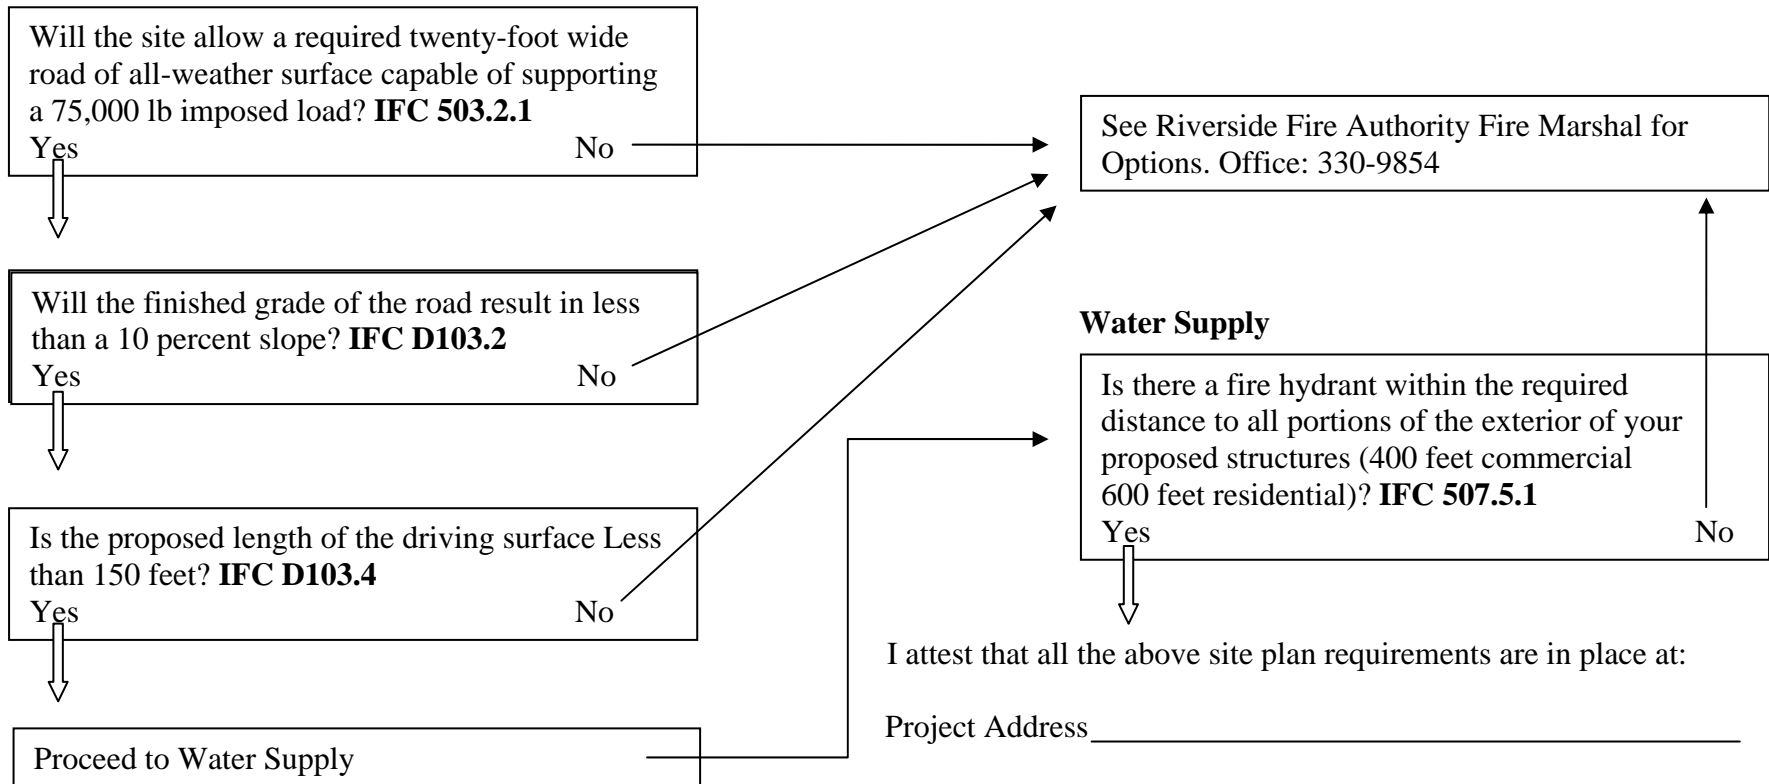 Will the site allow a required twenty-foot wide
road of all-weather surface capable of supporting
a 75,000 lb imposed load? IFC 503.2.1
Yes No
Will the finished grade of the road result in less
than a 10 percent slope? IFC D103.2
Yes No
Is the proposed length of the driving surface Less
than 150 feet? IFC D103.4
Yes No
Proceed to Water Supply
See Riverside Fire Authority Fire Marshal for
Options. Office: 330-9854
Water Supply
Is there a fire hydrant within the required
distance to all portions of the exterior of your
proposed structures (400 feet commercial
600 feet residential)? IFC 507.5.1
Yes No
I attest that all the above site plan requirements are in place at:
Project Address